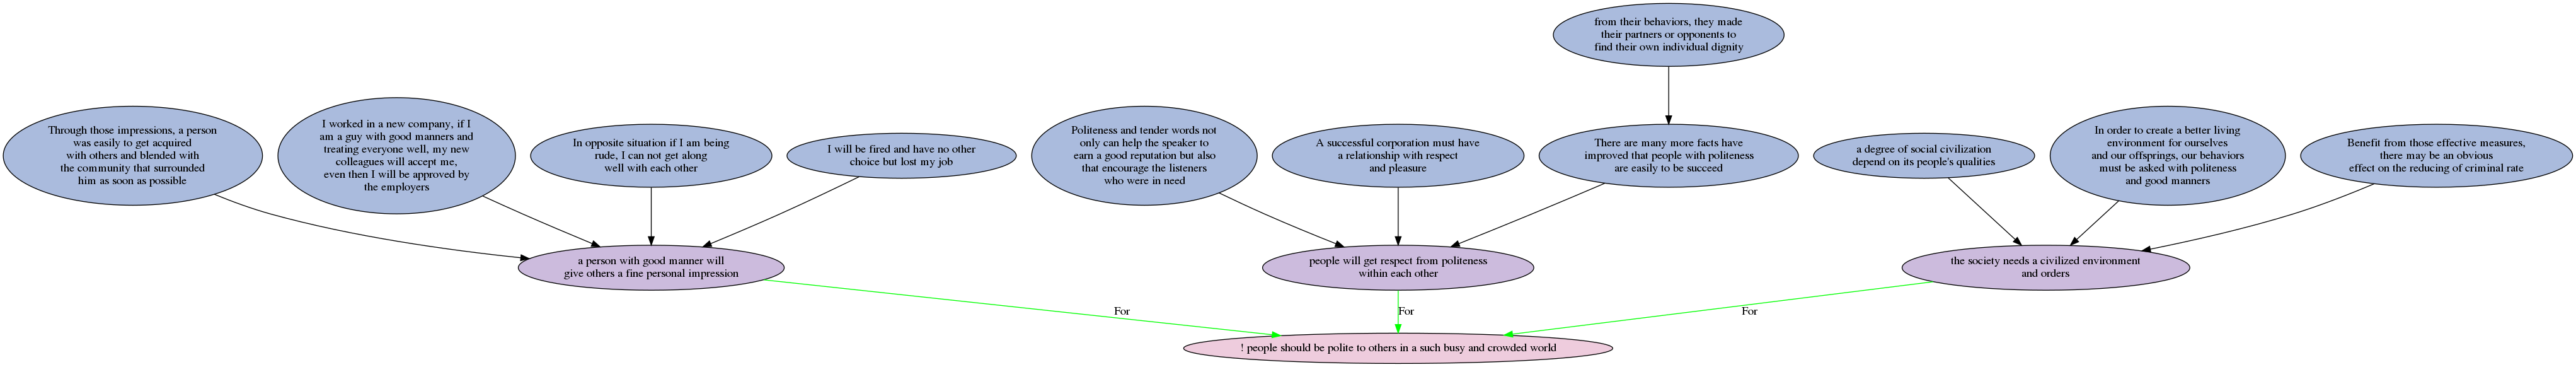 from their behaviors, they made
their partners or opponents to
find their own individual dignity
Through those impressions, a person
was easily to get acquired
with others and blended with
the community that surrounded
him as soon as possible
I worked in a new company, if I
am a guy with good manners and
treating everyone well, my new
colleagues will accept me,
even then I will be approved by
the employers
In opposite situation if I am being
rude, I can not get along
well with each other
I will be fired and have no other
choice but lost my job
Politeness and tender words not
only can help the speaker to
earn a good reputation but also
that encourage the listeners
who were in need
A successful corporation must have
a relationship with respect
and pleasure
There are many more facts have
improved that people with politeness
are easily to be succeed
a degree of social civilization
depend on its people's qualities
In order to create a better living
environment for ourselves
and our offsprings, our behaviors
must be asked with politeness
and good manners
Benefit from those effective measures,
there may be an obvious
effect on the reducing of criminal rate
a person with good manner will
give others a fine personal impression
people will get respect from politeness
within each other
the society needs a civilized environment
and orders
For
For
For
! people should be polite to others in a such busy and crowded world